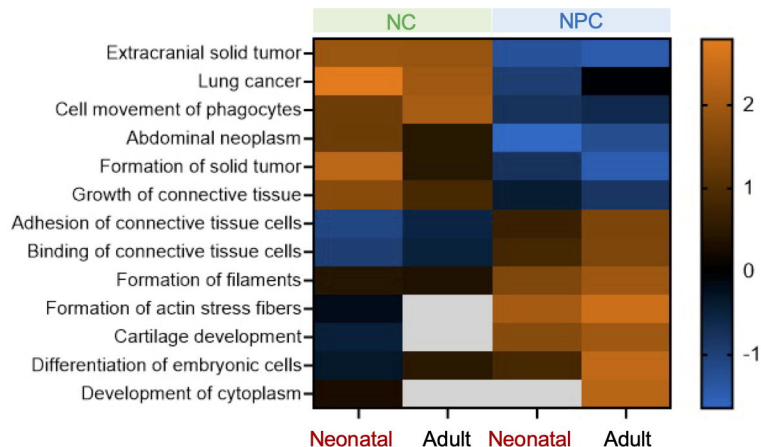 NC NPC
Extracranial solid tumor
Lung cancer
Cell movement of phagocytes
Abdominal neoplasm
Formation of solid tumor
Growth of connective tissue
Adhesion of connective tissue cells
Binding of connective tissue cells
Formation of filaments
Formation of actin stress fibers
Cartilage development
Differentiation of embryonic cells
Development of cytoplasm
Neonatal Adult Neonatal Adult
2
1
0
-1